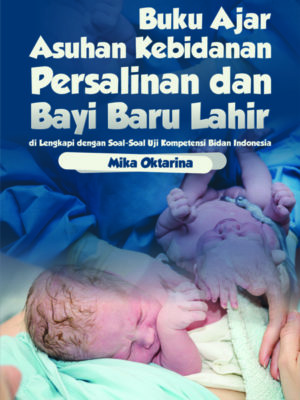 Buku Ajar
Asuhan Kebidanan
Persalinan dan
Bayi Baru Lahir
di Lengkapi dengan Soal-Soal Uji Kompetensi Bidan Indonesia
Mika Oktarina